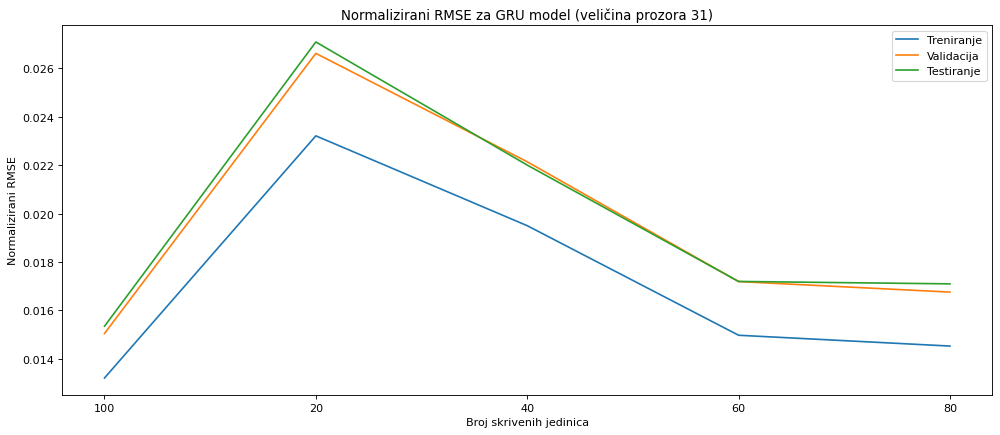 Normalizirani RMSE za GRU model (veličina prozora 31)
Treniranje
Validacija
Testiranje
Normalizirani RMSE
0.026
0.024
0.022
0.020
0.018
0.016
0.014
100 20 40 60 80
Broj skrivenih jedinica